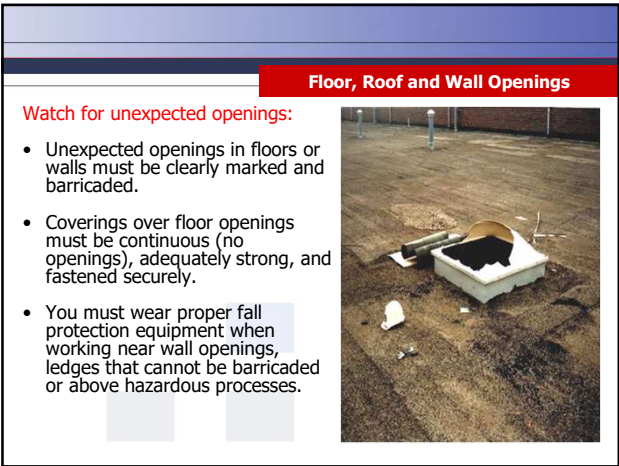 Floor, Roof and Wall Openings
Watch for unexpected openings:
• Unexpected openings in floors or
walls must be clearly marked and
barricaded.
• Coverings over floor openings
must be continuous (no
openings), adequately strong, and
fastened securely.
• You must wear proper fall
protection equipment when
working near wall openings,
ledges that cannot be barricaded
or above hazardous processes.